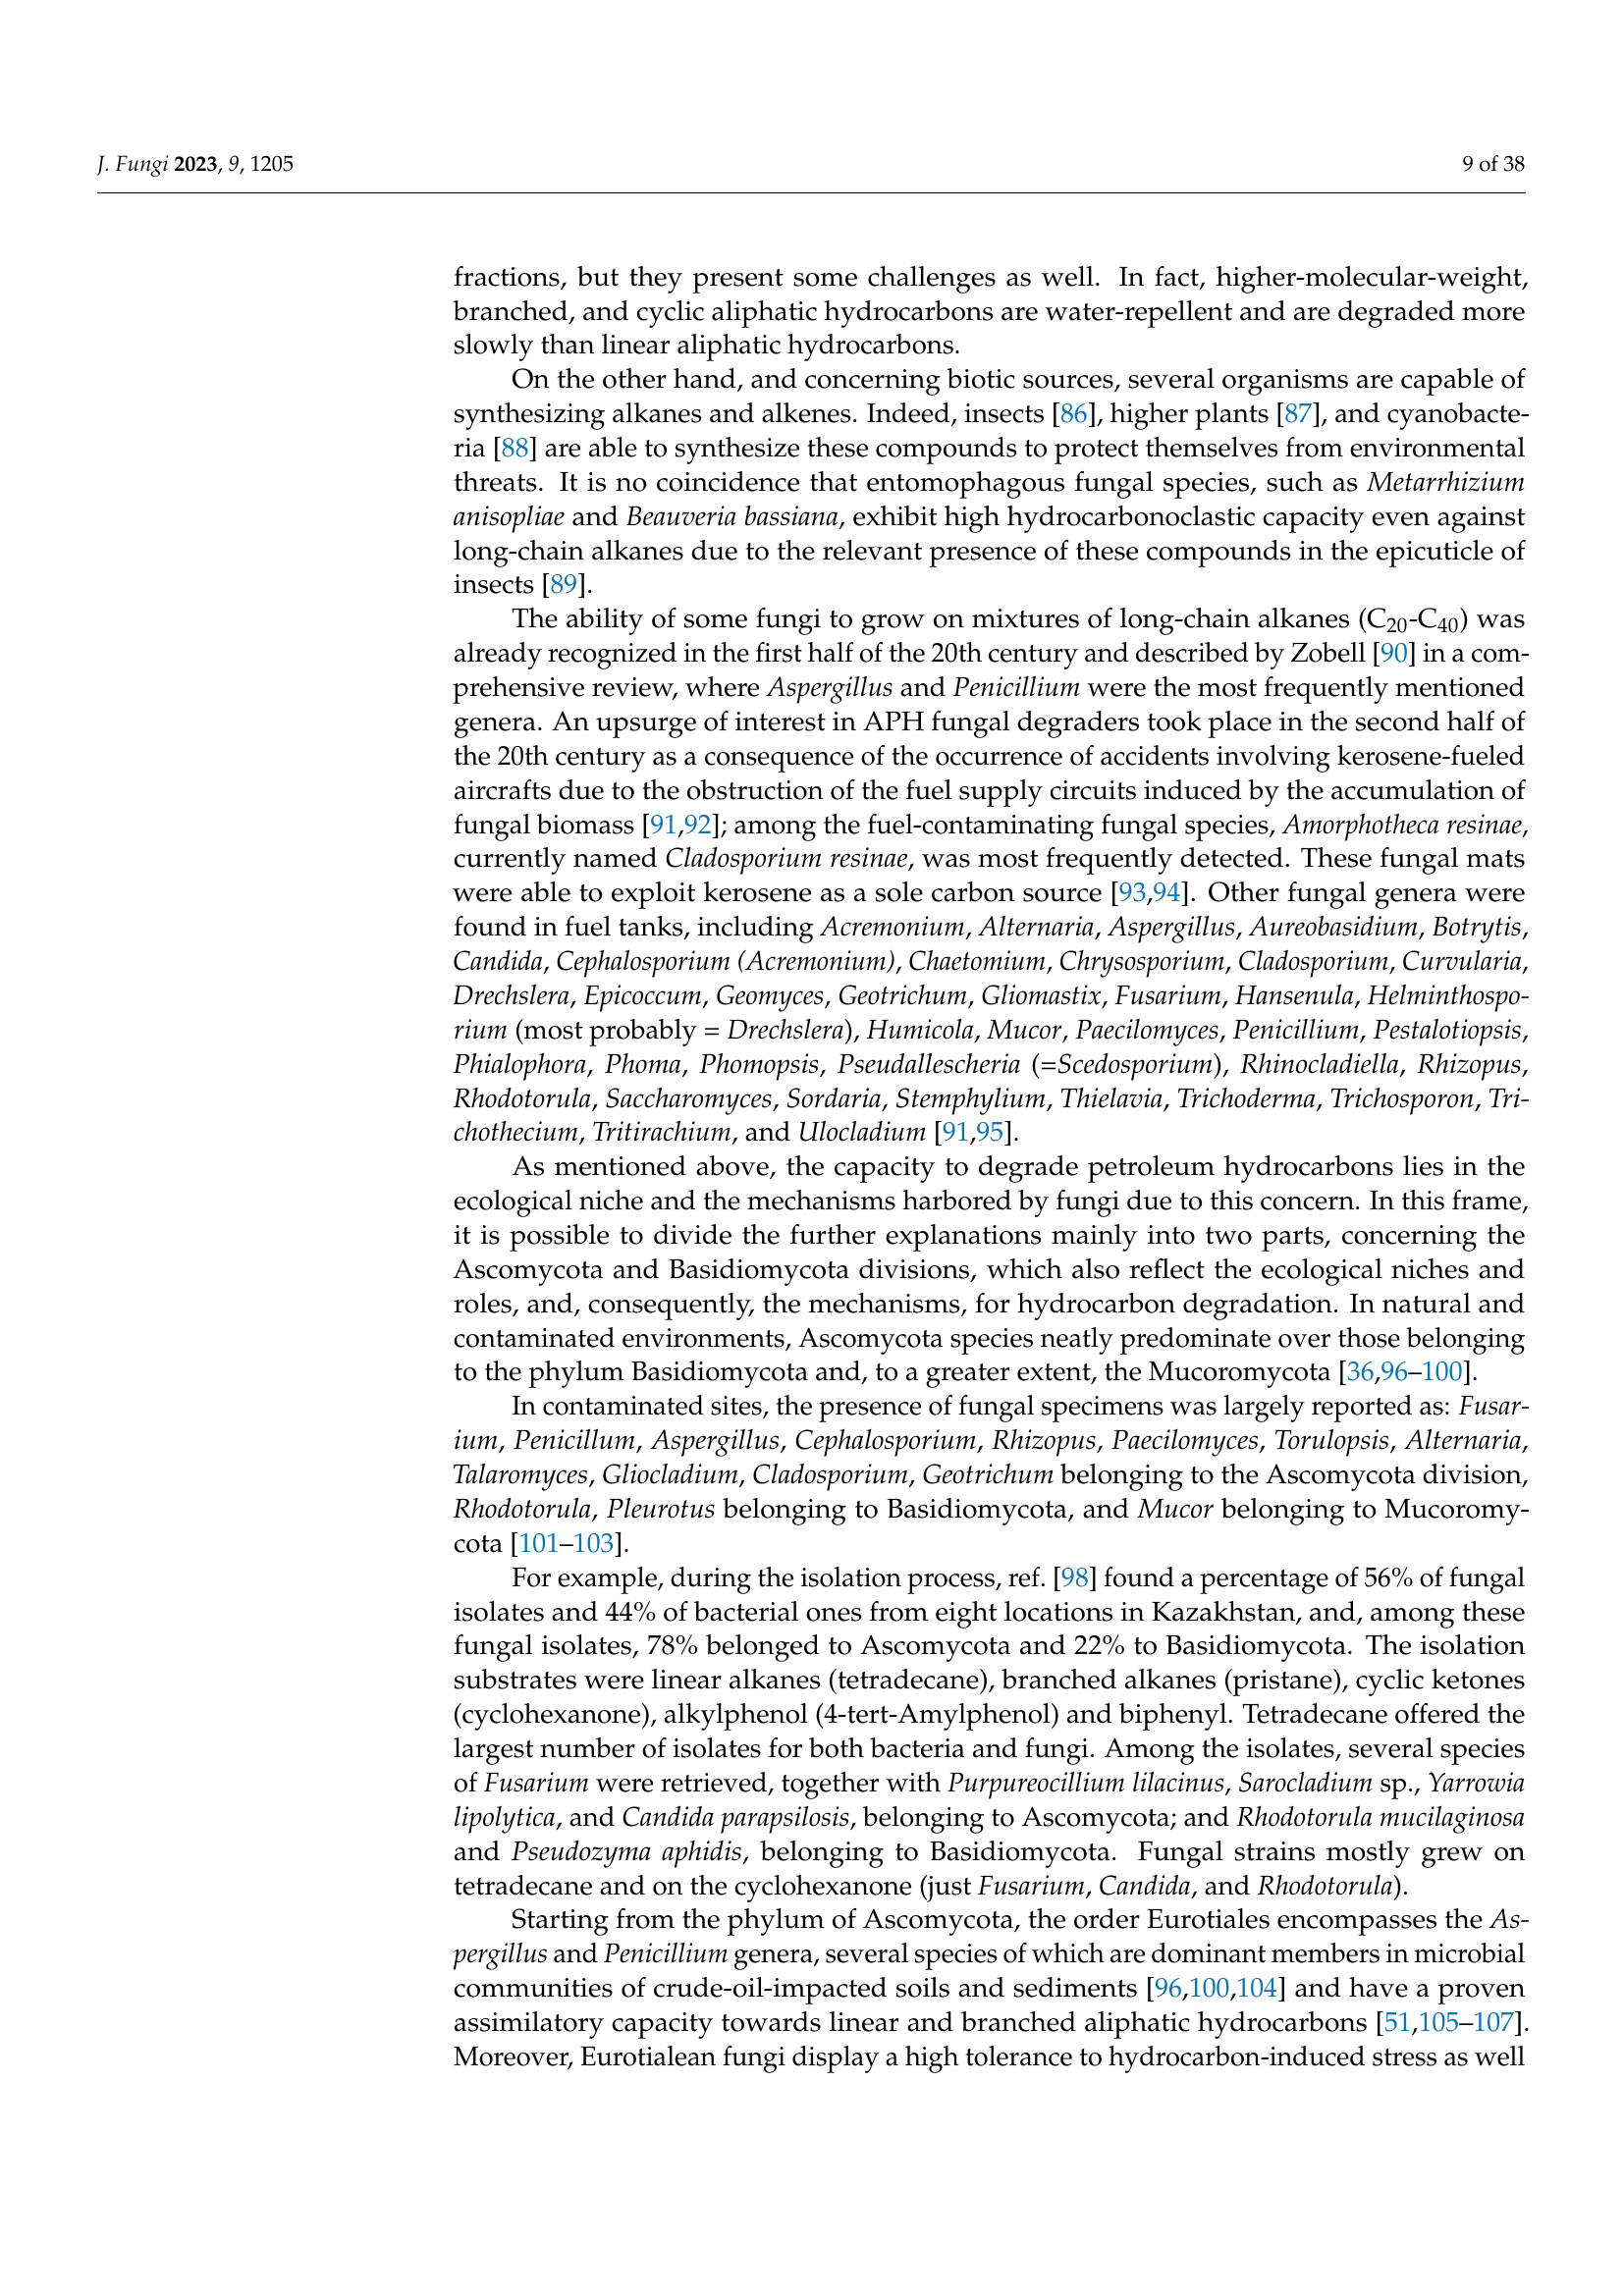 J. Fungi 2023, 9, 1205
9 of 38
fractions, but they present some challenges as well. In fact, higher-molecular-weight,
branched, and cyclic aliphatic hydrocarbons are water-repellent and are degraded more
slowly than linear aliphatic hydrocarbons.
On the other hand, and concerning biotic sources, several organisms are capable of
synthesizing alkanes and alkenes. Indeed, insects [86], higher plants [87], and cyanobacte-
ria [88] are able to synthesize these compounds to protect themselves from environmental
threats. It is no coincidence that entomophagous fungal species, such as Metarrhizium
anisopliae and Beauveria bassiana, exhibit high hydrocarbonoclastic capacity even against
long-chain alkanes due to the relevant presence of these compounds in the epicuticle of
insects [89].
The ability of some fungi to grow on mixtures of long-chain alkanes (C20-C40) was
already recognized in the first half of the 20th century and described by Zobell [90] in a com-
prehensive review, where Aspergillus and Penicillium were the most frequently mentioned
genera. An upsurge of interest in APH fungal degraders took place in the second half of
the 20th century as a consequence of the occurrence of accidents involving kerosene-fueled
aircrafts due to the obstruction of the fuel supply circuits induced by the accumulation of
fungal biomass [91,92]; among the fuel-contaminating fungal species, Amorphotheca resinae,
currently named Cladosporium resinae, was most frequently detected. These fungal mats
were able to exploit kerosene as a sole carbon source [93,94]. Other fungal genera were
found in fuel tanks, including Acremonium, Alternaria, Aspergillus, Aureobasidium, Botrytis,
Candida, Cephalosporium (Acremonium), Chaetomium, Chrysosporium, Cladosporium, Curvularia,
Drechslera, Epicoccum, Geomyces, Geotrichum, Gliomastix, Fusarium, Hansenula, Helminthospo-
rium (most probably = Drechslera), Humicola, Mucor, Paecilomyces, Penicillium, Pestalotiopsis,
Phialophora, Phoma, Phomopsis, Pseudallescheria (=Scedosporium), Rhinocladiella, Rhizopus,
Rhodotorula, Saccharomyces, Sordaria, Stemphylium, Thielavia, Trichoderma, Trichosporon, Tri-
chothecium, Tritirachium, and Ulocladium [91,95].
As mentioned above, the capacity to degrade petroleum hydrocarbons lies in the
ecological niche and the mechanisms harbored by fungi due to this concern. In this frame,
it is possible to divide the further explanations mainly into two parts, concerning the
Ascomycota and Basidiomycota divisions, which also reflect the ecological niches and
roles, and, consequently, the mechanisms, for hydrocarbon degradation. In natural and
contaminated environments, Ascomycota species neatly predominate over those belonging
to the phylum Basidiomycota and, to a greater extent, the Mucoromycota [36,96–100].
In contaminated sites, the presence of fungal specimens was largely reported as: Fusar-
ium, Penicillum, Aspergillus, Cephalosporium, Rhizopus, Paecilomyces, Torulopsis, Alternaria,
Talaromyces, Gliocladium, Cladosporium, Geotrichum belonging to the Ascomycota division,
Rhodotorula, Pleurotus belonging to Basidiomycota, and Mucor belonging to Mucoromy-
cota [101–103].
For example, during the isolation process, ref. [98] found a percentage of 56% of fungal
isolates and 44% of bacterial ones from eight locations in Kazakhstan, and, among these
fungal isolates, 78% belonged to Ascomycota and 22% to Basidiomycota. The isolation
substrates were linear alkanes (tetradecane), branched alkanes (pristane), cyclic ketones
(cyclohexanone), alkylphenol (4-tert-Amylphenol) and biphenyl. Tetradecane offered the
largest number of isolates for both bacteria and fungi. Among the isolates, several species
of Fusarium were retrieved, together with Purpureocillium lilacinus, Sarocladium sp., Yarrowia
lipolytica, and Candida parapsilosis, belonging to Ascomycota; and Rhodotorula mucilaginosa
and Pseudozyma aphidis, belonging to Basidiomycota. Fungal strains mostly grew on
tetradecane and on the cyclohexanone (just Fusarium, Candida, and Rhodotorula).
Starting from the phylum of Ascomycota, the order Eurotiales encompasses the As-
pergillus and Penicillium genera, several species of which are dominant members in microbial
communities of crude-oil-impacted soils and sediments [96,100,104] and have a proven
assimilatory capacity towards linear and branched aliphatic hydrocarbons [51,105–107].
Moreover, Eurotialean fungi display a high tolerance to hydrocarbon-induced stress as well